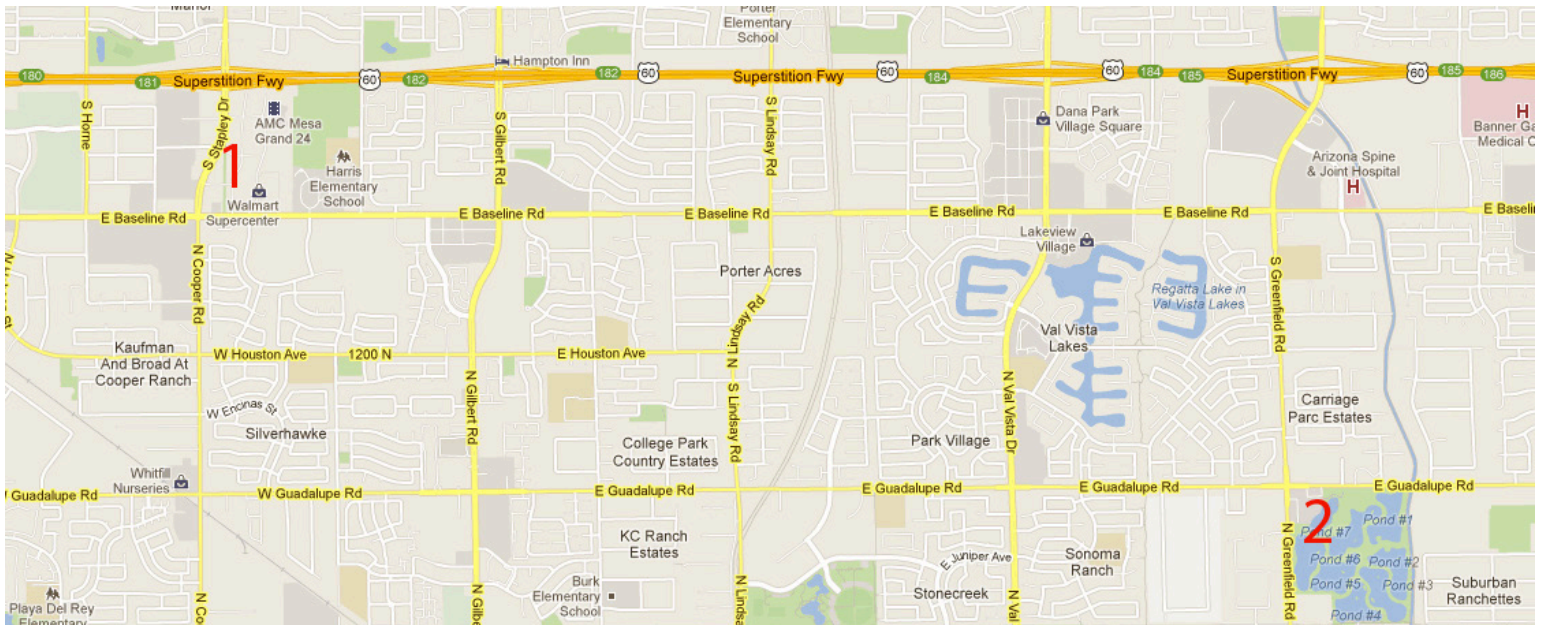 Manor
Porter
Elementary
School
Hampton Inn
180
181
Superstition Fwy
60
182
182
60
Superstition Fwy
60
184
60
184
185
Superstition Fwy
60
185
186
S Home
S Stapley Dr
AMC Mesa
Grand 24
1
Harris
Elementary
School
Walmart
Supercenter
S Gilbert Rd
S Lindsay Rd
Dana Park
Village Square
H
Banner
Medical
Arizona Spine
& Joint Hospital
H
E Baseline Rd
E Baseline Rd
E Baseline Rd
E Baseline Rd
E Baseline Rd
E Baseli
N Cooper Rd
Lakeview
Village
Porter Acres
S Greenfield Rd
Regatta Lake in
Val Vista Lakes
N Lindsay Rd
Val Vista
Lakes
Kaufman
And Broad At
Cooper Ranch
W Houston Ave
1200 N
E Houston Ave
N Gilbert Rd
S Lindsay Rd
N Val Vista Dr
W Encinas St
Silverhawke
Carriage
Parc Estates
College Park
Country Estates
Park Village
Whitfill
Nurseries
Guadalupe Rd
W Guadalupe Rd
E Guadalupe Rd
E Guadalupe Rd
E Guadalupe Rd
E Guadalupe Rd
2
Pond #1
Pond #7
KC Ranch
Estates
N Greenfield Rd
E Juniper Ave
Sonoma
Ranch
Pond #6
Pond #2
Pond #5
Pond #3
Pond #4
Suburban
Ranchettes
Burk
Elementary
School
Stonecreek
Playa Del Rey
Elementary
N Co
N Gilb
N Lindsa
N Val